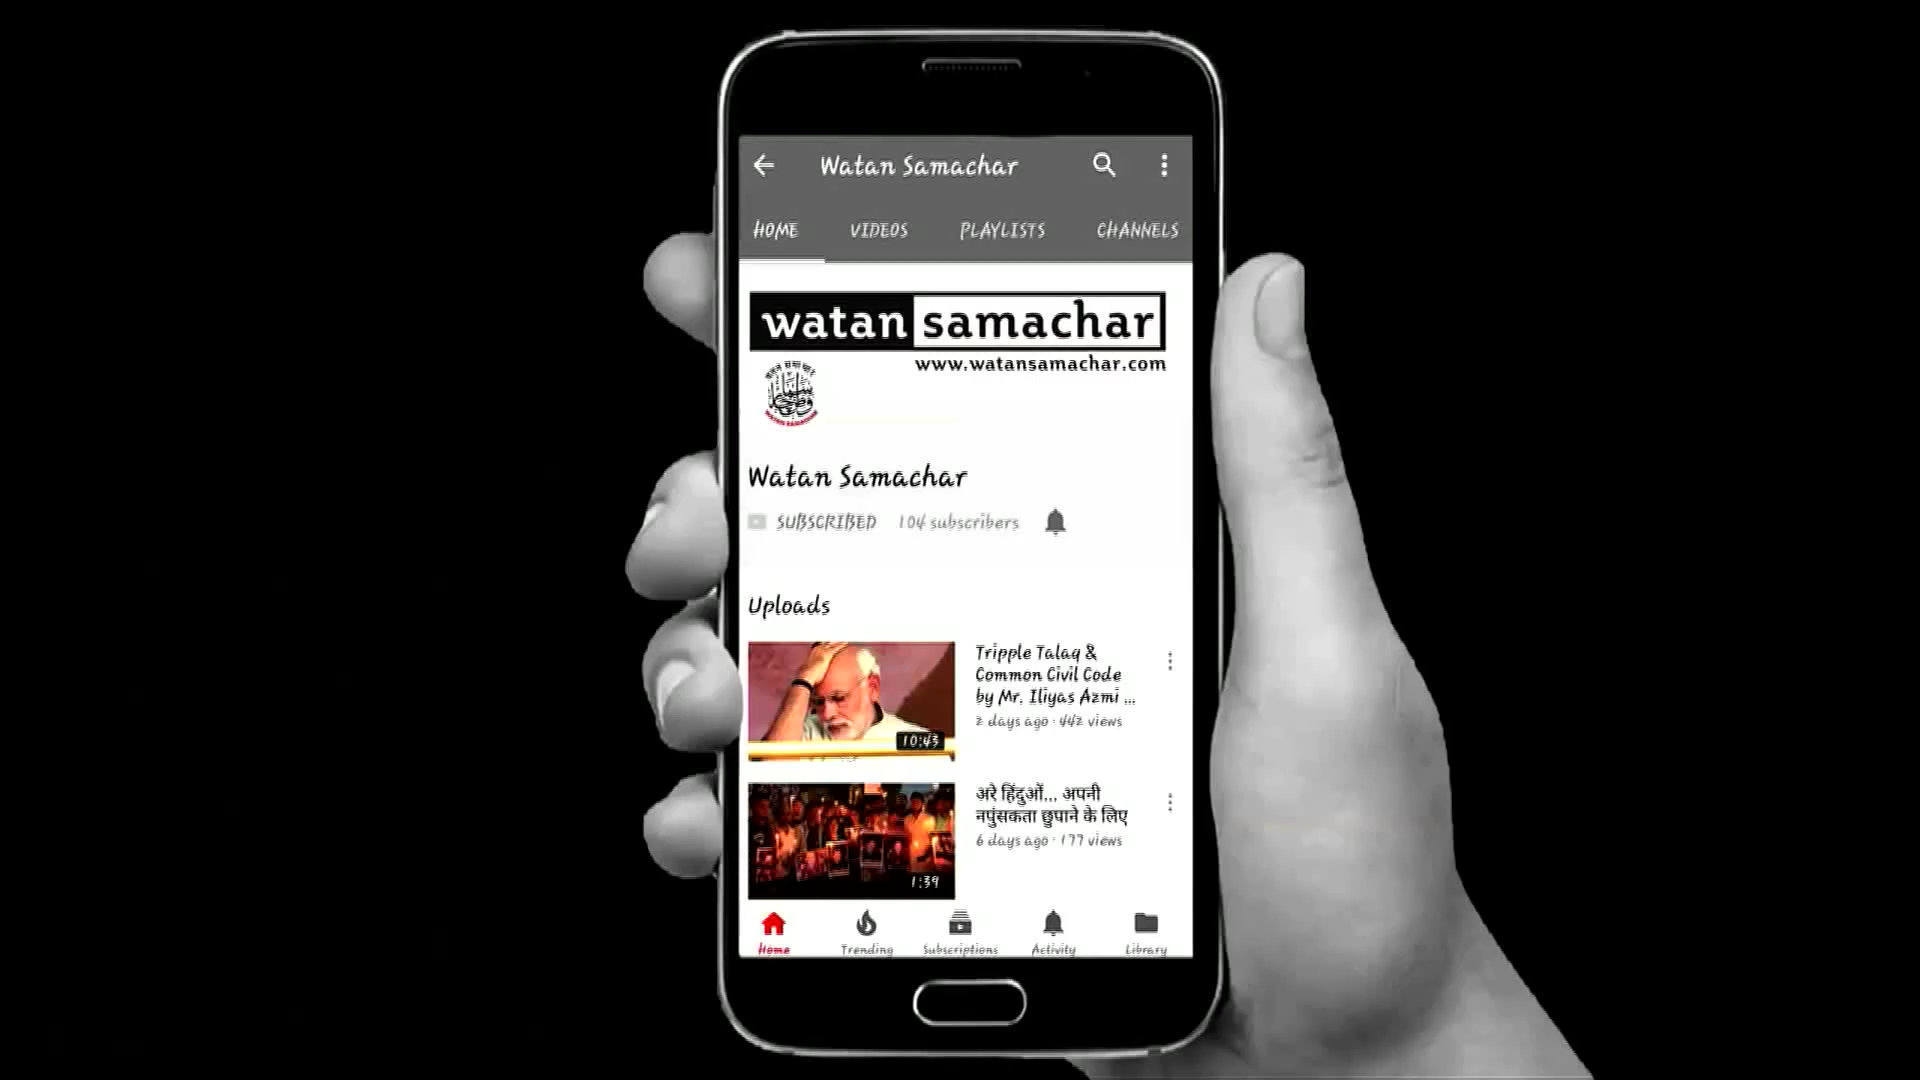 Watan Samachar
HOME VIDEOS PLAYLISTS CHANNELS
watan samachar
www.watansamachar.com
WATAN SAMACHAR
Watan Samachar
SUBSCRIBED 104 subscribers
Uploads
Tripple Talaq &
Common Civil Code
by Mr. Iliyas Azmi ...
2 days ago · 442 views
10:43
अरे हिंदुओं... अपनी
नपुंसकता छुपाने के लिए
6 days ago · 177 views
1:39
Home Trending Subscriptions Activity Library